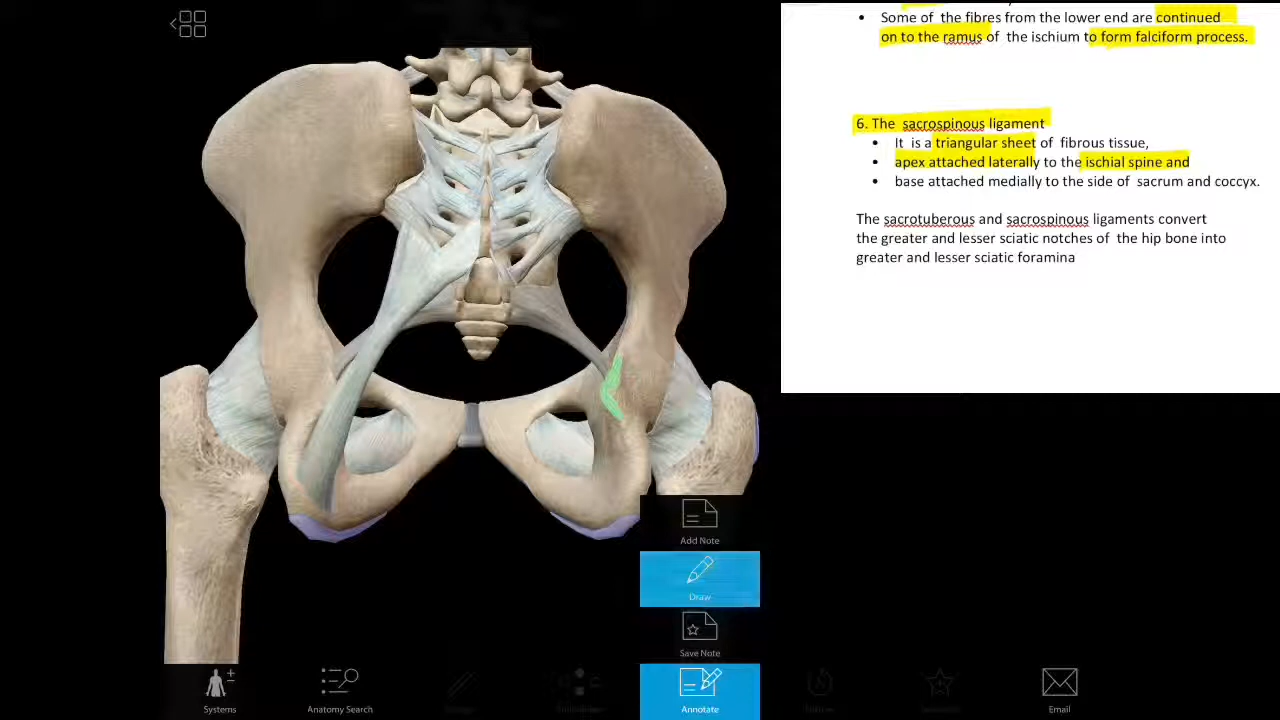 Some of the fibres from the lower end are continued
on to the ramus of the ischium to form falciform process.
6. The sacrospinous ligament
It is a triangular sheet of fibrous tissue,
apex attached laterally to the ischial spine and
base attached medially to the side of sacrum and coccyx.
The sacrotuberous and sacrospinous ligaments convert
the greater and lesser sciatic notches of the hip bone into
greater and lesser sciatic foramina
Add Note
Draw
Save Note
Systems
Anatomy Search
Annotate
Email